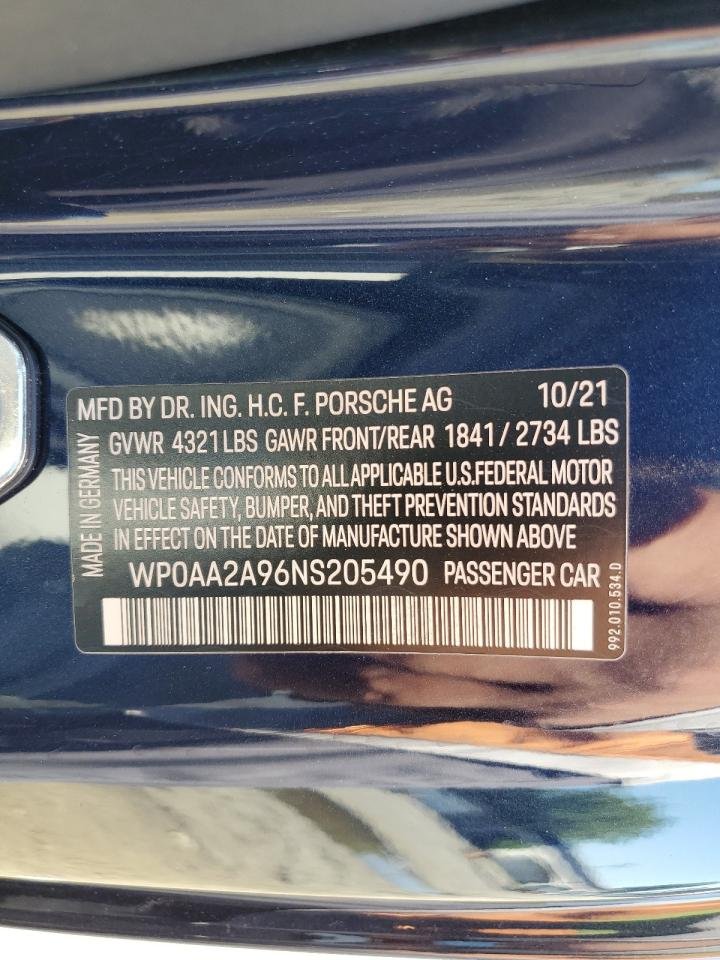 MFD BY DR. ING. H.C. F. PORSCHE AG 10/21
GVWR 4321 LBS GAWR FRONT/REAR 1841 / 2734 LBS
THIS VEHICLE CONFORMS TO ALL APPLICABLE U.S.FEDERAL MOTOR
VEHICLE SAFETY, BUMPER, AND THEFT PREVENTION STANDARDS
IN EFFECT ON THE DATE OF MANUFACTURE SHOWN ABOVE
WP0AA2A96NS205490 PASSENGER CAR
MADE IN GERMANY
992.010.534.D